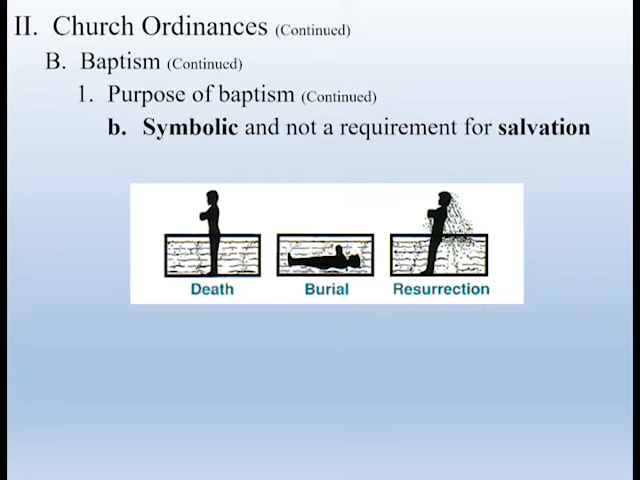 II. Church Ordinances (Continued)
B. Baptism (Continued)
1. Purpose of baptism (Continued)
b. Symbolic and not a requirement for salvation
Death Burial Resurrection